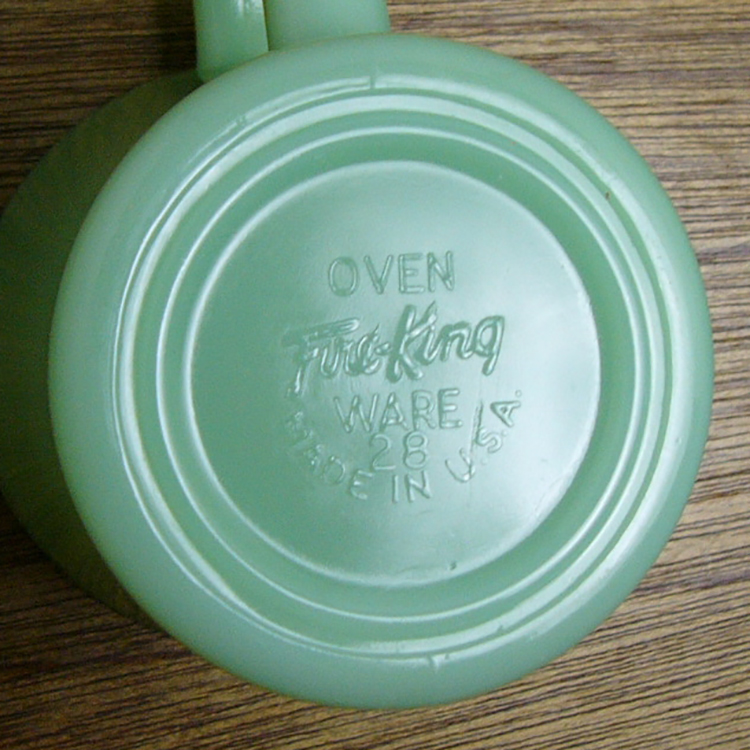 OVEN
Fire-King
WARE
28
MADE IN U.S.A.